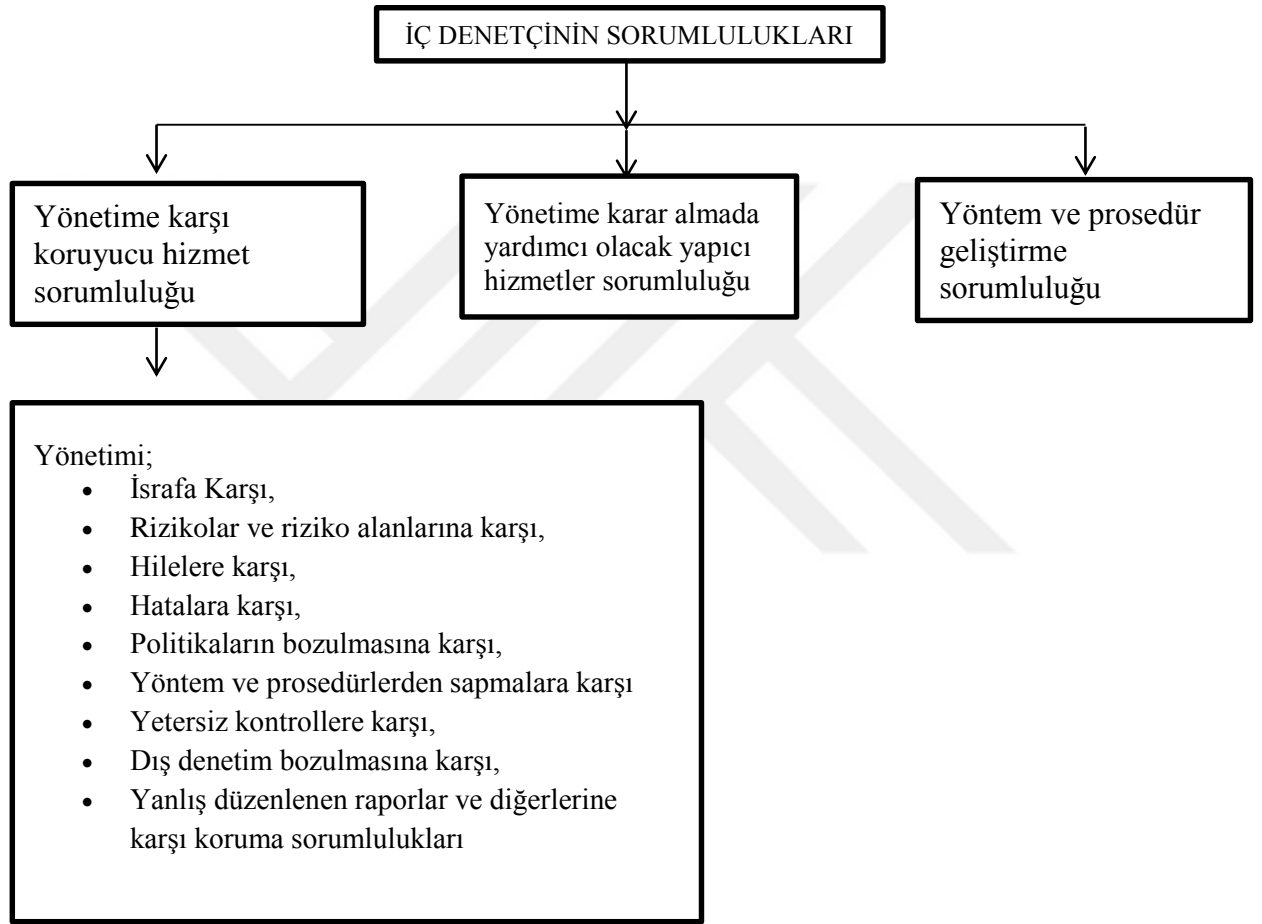 İÇ DENETÇİNİN SORUMLULUKLARI
Yönetime karşı
koruyucu hizmet
sorumluluğu
Yönetime karar almada
yardımcı olacak yapıcı
hizmetler sorumluluğu
Yöntem ve prosedür
geliştirme
sorumluluğu
Yönetimi;
• İsrafa Karşı,
• Rizikolar ve riziko alanlarına karşı,
• Hilelere karşı,
• Hatalara karşı,
• Politikaların bozulmasına karşı,
• Yöntem ve prosedürlerden sapmalara karşı
• Yetersiz kontrollere karşı,
• Dış denetim bozulmasına karşı,
• Yanlış düzenlenen raporlar ve diğerlerine
karşı koruma sorumlulukları